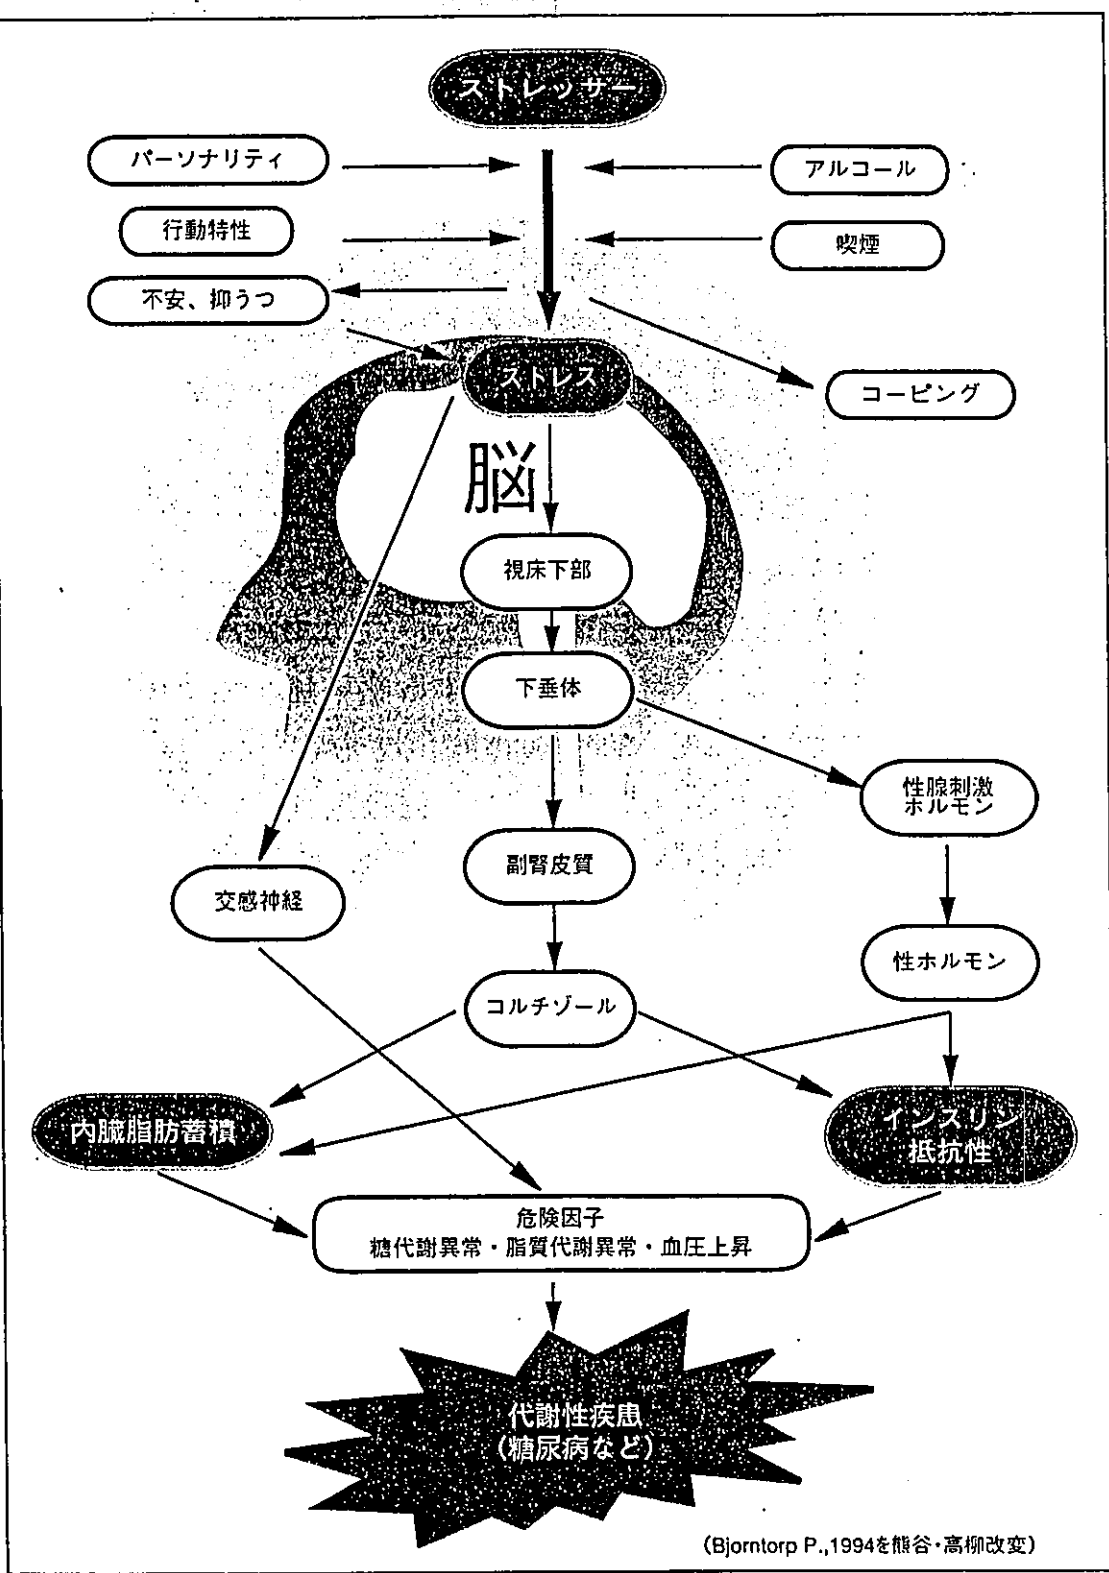 ストレッサー
パーソナリティ
アルコール
行動特性
喫煙
不安、抑うつ
ストレス
コーピング
脳
視床下部
下垂体
性腺刺激
ホルモン
副腎皮質
交感神経
性ホルモン
コルチゾール
内臓脂肪蓄積
インスリン
抵抗性
危険因子
糖代謝異常・脂質代謝異常・血圧上昇
代謝性疾患
(糖尿病など)
(Bjorntorp P.,1994を熊谷・高柳改変)